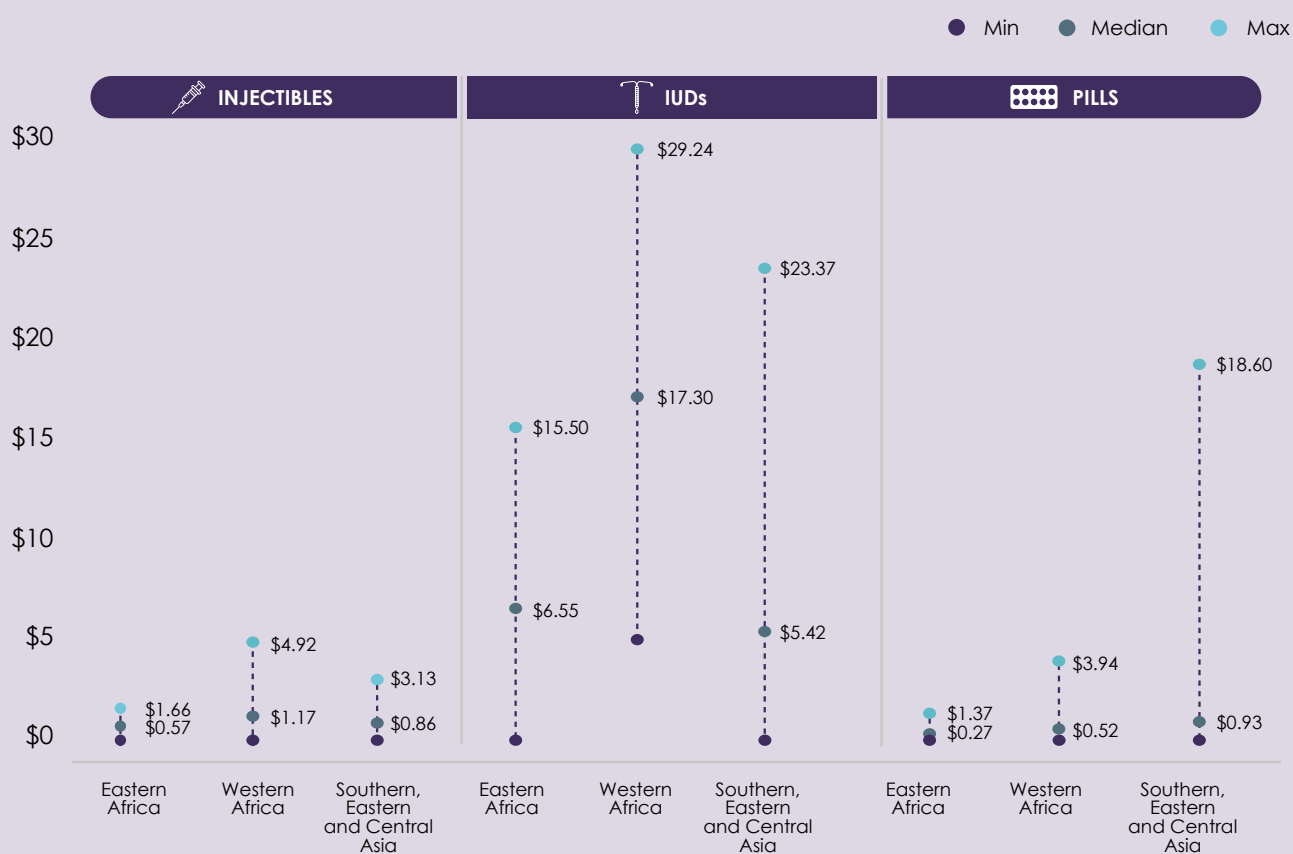 Min Median Max
INJECTIBLES IUDs PILLS
$30
$25
$20
$15
$10
$5
$0
$1.66
$0.57
$4.92
$1.17
$3.13
$0.86
$15.50
$6.55
$29.24
$17.30
$23.37
$5.42
$1.37
$0.27
$3.94
$0.52
$18.60
$0.93
Eastern
Africa
Western
Africa
Southern,
Eastern
and Central
Asia
Eastern
Africa
Western
Africa
Southern,
Eastern
and Central
Asia
Eastern
Africa
Western
Africa
Southern,
Eastern
and Central
Asia